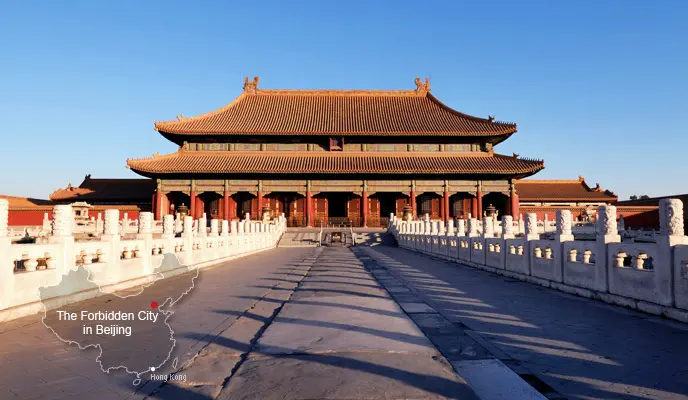 The Forbidden City
in Beijing
Hong Kong